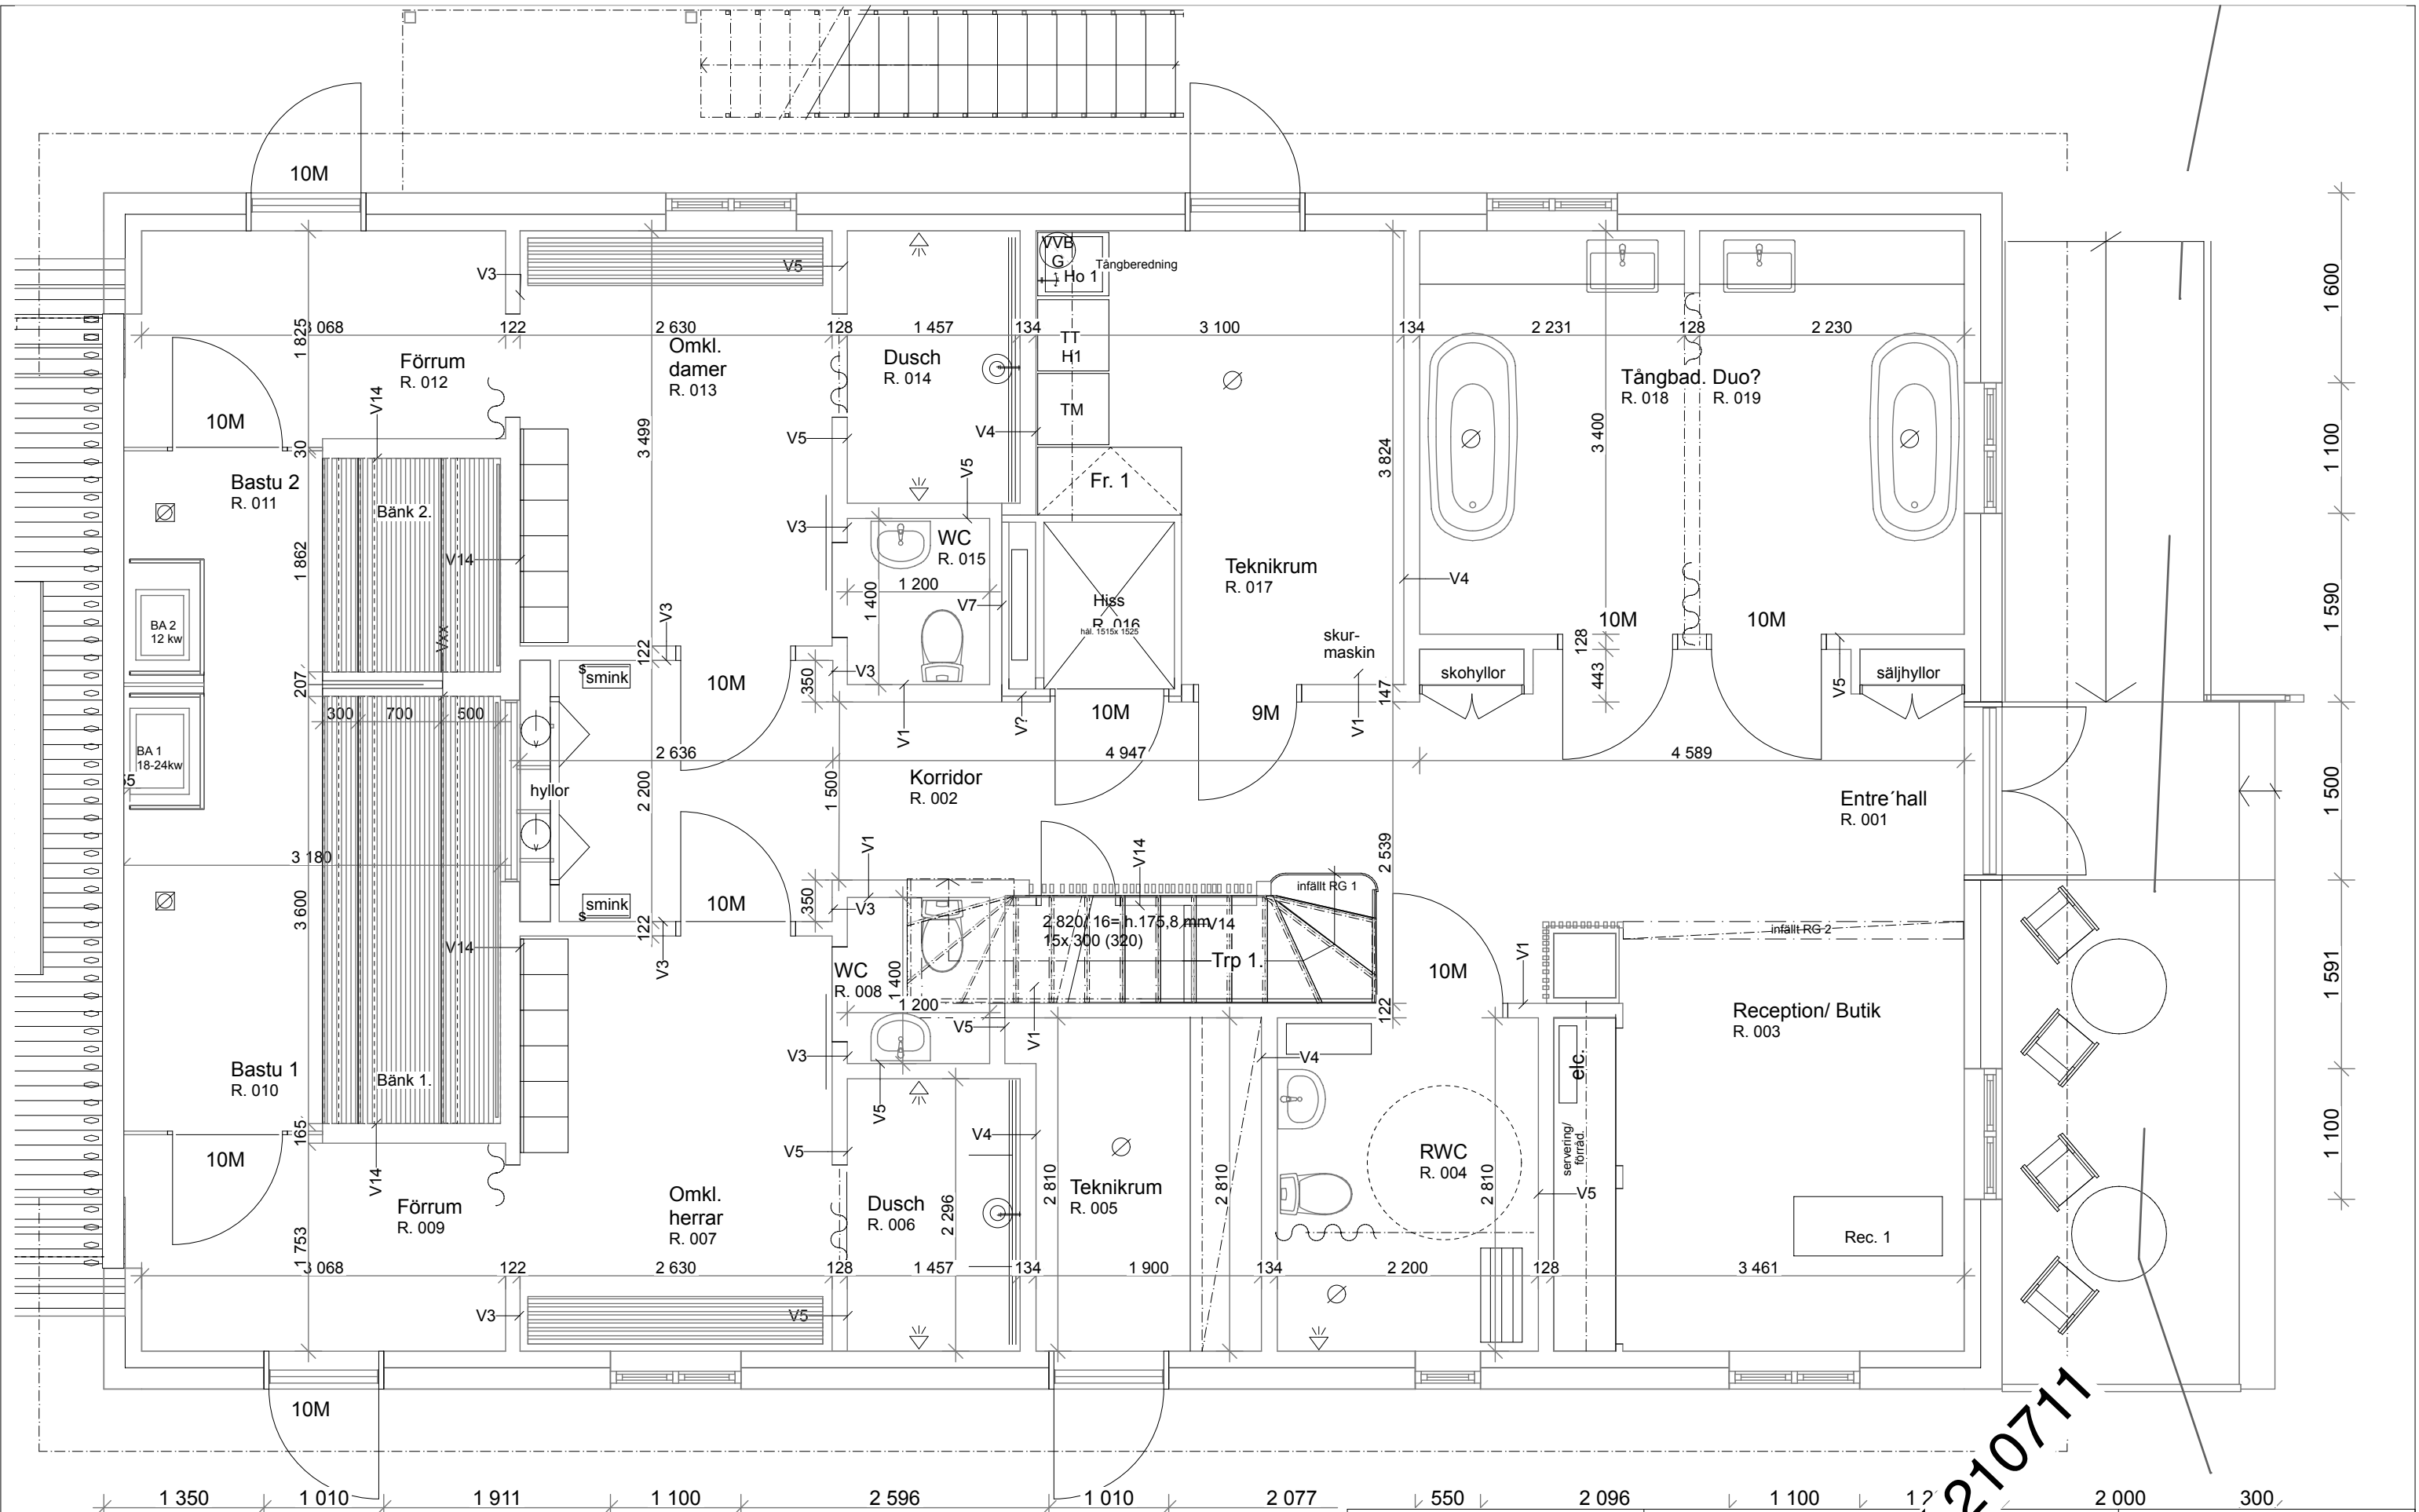 10M
V3
V5
VVB
G
Ho 1
Tångberedning
1 600
3 068
122
2 630
128
1 457
134
3 100
134
2 231
128
2 230
1 825
Förrum
R. 012
Omkl.
damer
R. 013
Dusch
R. 014
TT
H1
TM
Tångbad. Duo?
R. 018
R. 019
10M
V14
30
3 499
V5
V4
V5
3 824
3 400
1 100
Bastu 2
R. 011
Bänk 2.
Fr. 1
1 862
V14
V3
WC
R. 015
1 200
1 400
V7
Teknikrum
R. 017
V4
1 590
BA 2
12 kw
Vxx
V3
122
Hiss
R. 016
hål. 1515x 1525
skur-
maskin
10M
10M
128
443
207
s
smink
10M
350
V3
147
skohyllor
säljhyllor
V5
300
700
500
V1
V?
10M
9M
V1
BA 1
18-24kw
2 636
4 947
4 589
hyllor
2 200
1 500
Korridor
R. 002
Entre´hall
R. 001
1 500
3 180
V1
V14
2 539
3 600
s
smink
10M
350
V3
122
V3
infällt RG 1
2 820/ 16= h.175,8 mm
15x 300 (320)
V14
Trp 1.
V14
infällt RG 2
WC
R. 008
1 400
1 200
V5
V1
10M
V1
122
1 591
Reception/ Butik
R. 003
Bastu 1
R. 010
Bänk 1.
V3
V4
elc.
V5
165
10M
V14
V5
V4
RWC
R. 004
servering/
förråd.
1 100
Förrum
R. 009
Omkl.
herrar
R. 007
Dusch
R. 006
2 296
2 810
Teknikrum
R. 005
2 810
2 810
V5
Rec. 1
1 753
3 068
122
2 630
128
1 457
134
1 900
134
2 200
128
3 461
V3
V5
10M
210711
1 350
1 010
1 911
1 100
2 596
1 010
2 077
550
2 096
1 100
2 000
300